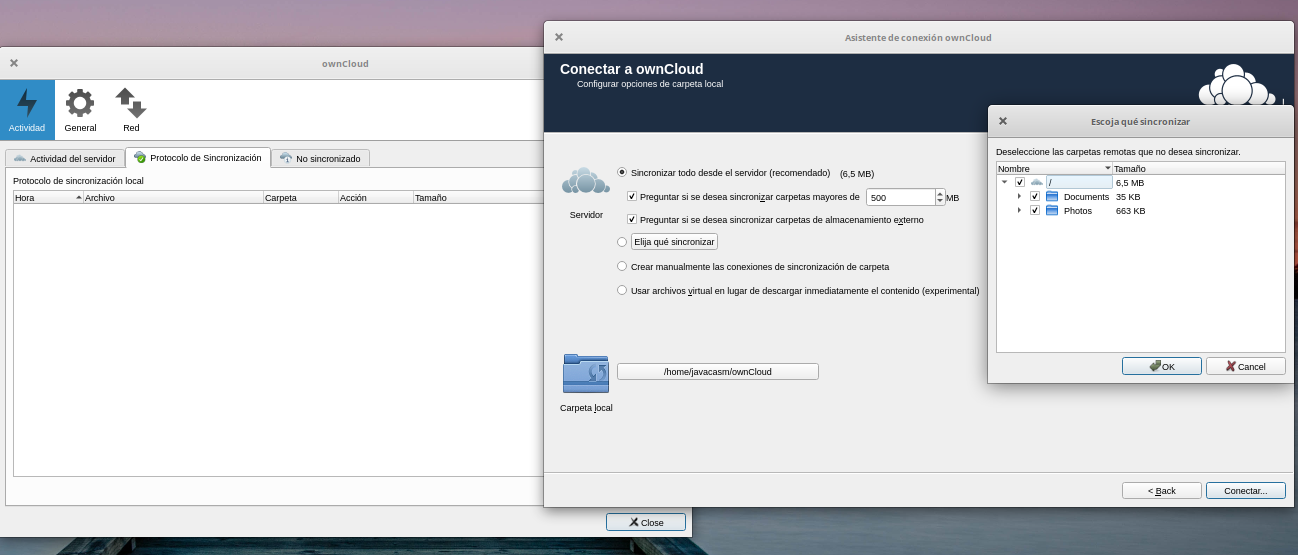 ownCloud
Actividad
General
Red
Actividad del servidor
Protocolo de Sincronización
No sincronizado
Protocolo de sincronización local
Hora
Archivo
Carpeta
Acción
Tamaño
Close
Asistente de conexión ownCloud
Conectar a ownCloud
Configurar opciones de carpeta local
Servidor
Sincronizar todo desde el servidor (recomendado) (6,5 MB)
Preguntar si se desea sincronizar carpetas mayores de 500 MB
Preguntar si se desea sincronizar carpetas de almacenamiento externo
Elija qué sincronizar
Crear manualmente las conexiones de sincronización de carpeta
Usar archivos virtual en lugar de descargar inmediatamente el contenido (experimental)
/home/javacasm/ownCloud
Carpeta local
< Back
Conectar...
Escoja qué sincronizar
Deseleccione las carpetas remotas que no desea sincronizar.
Nombre Tamaño
/ 6,5 MB
Documents 35 KB
Photos 663 KB
OK
Cancel